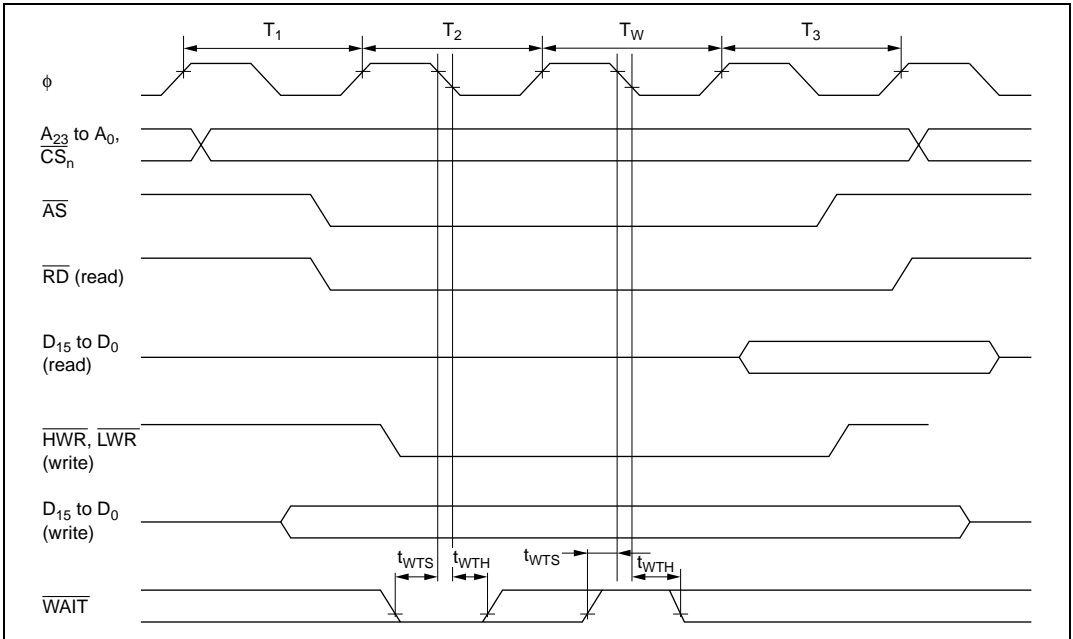 T1 T2 TW T3
ϕ
A23 to A0,
CSn
AS
RD (read)
D15 to D0
(read)
HWR, LWR
(write)
D15 to D0
(write)
tWTS tWTH tWTS tWTH
WAIT